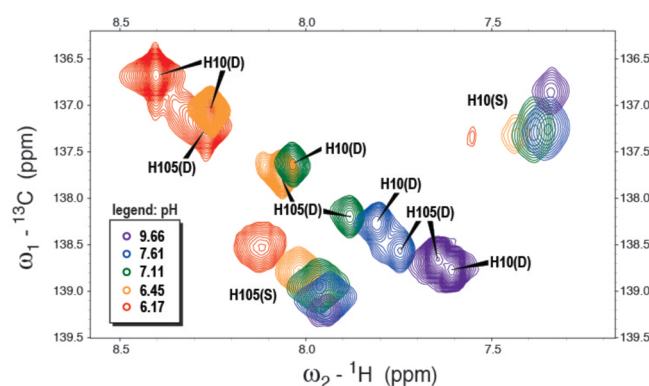 8.5 8.0 7.5
136.5 136.5
H10(D)
137.0 H10(S) 137.0
H105(D)
137.5 H10(D) 137.5
H10(D)
138.0 H105(D) H105(D) 138.0
legend: pH
9.66
7.61
7.11
6.45
6.17
138.5 138.5
H10(D)
139.0 H105(S) 139.0
139.5 139.5
8.5 8.0 7.5
ω1 - 13C (ppm)
ω2 - 1H (ppm)